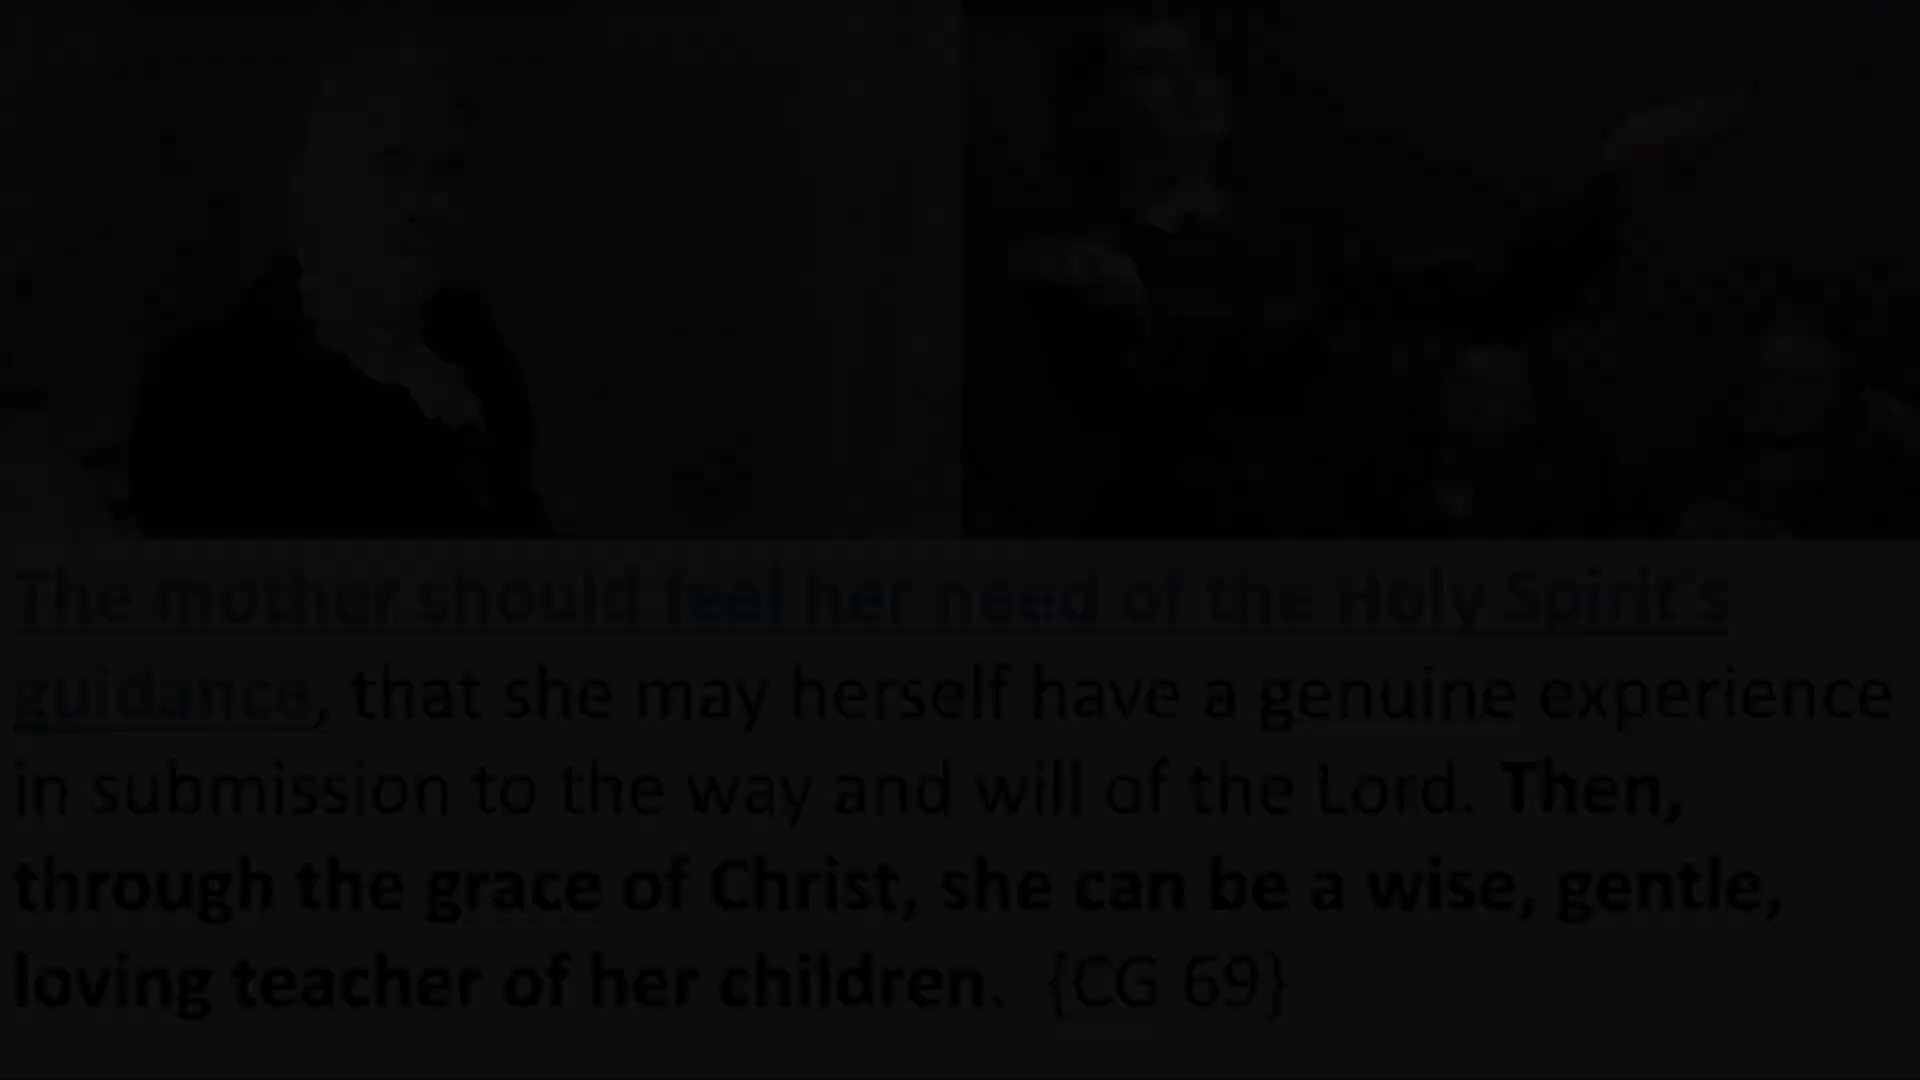 The mother should feel her need of the Holy Spirit's
guidance, that she may herself have a genuine experience
in submission to the way and will of the Lord. Then,
through the grace of Christ, she can be a wise, gentle,
loving teacher of her children. {CG 69}